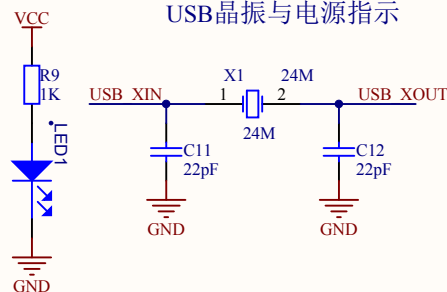 USB晶振与电源指示
VCC
R9
1K
LED1
GND
X1
24M
USB_XIN
1
2
USB_XOUT
24M
C11
22pF
C12
22pF
GND
GND